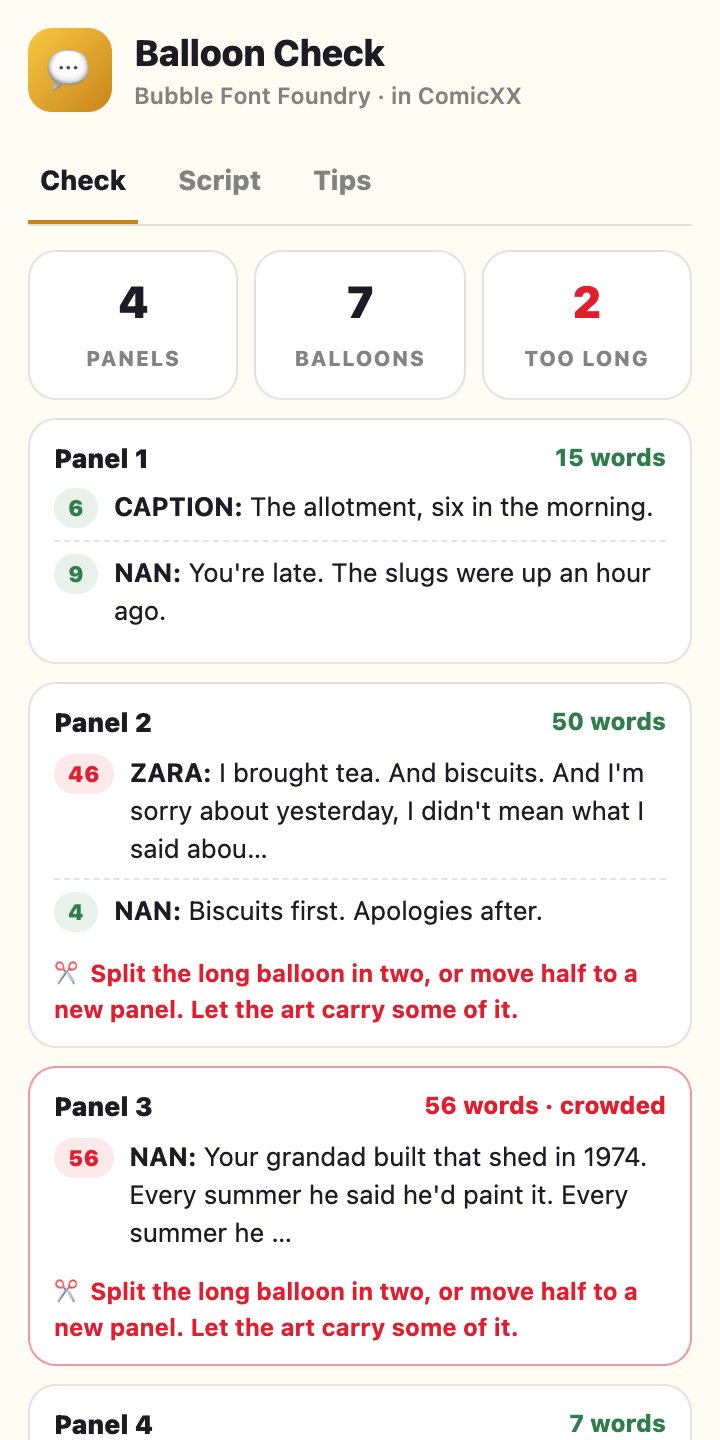 Balloon Check
Bubble Font Foundry · in ComicXX
Check Script Tips
4 7 2
PANELS BALLOONS TOO LONG
Panel 1 15 words
6 CAPTION: The allotment, six in the morning.
9 NAN: You're late. The slugs were up an hour
ago.
Panel 2 50 words
46 ZARA: I brought tea. And biscuits. And I'm
sorry about yesterday, I didn't mean what I
said abou...
4 NAN: Biscuits first. Apologies after.
Split the long balloon in two, or move half to a
new panel. Let the art carry some of it.
Panel 3 56 words · crowded
56 NAN: Your grandad built that shed in 1974.
Every summer he said he'd paint it. Every
summer he ...
Split the long balloon in two, or move half to a
new panel. Let the art carry some of it.
Panel 4 7 words